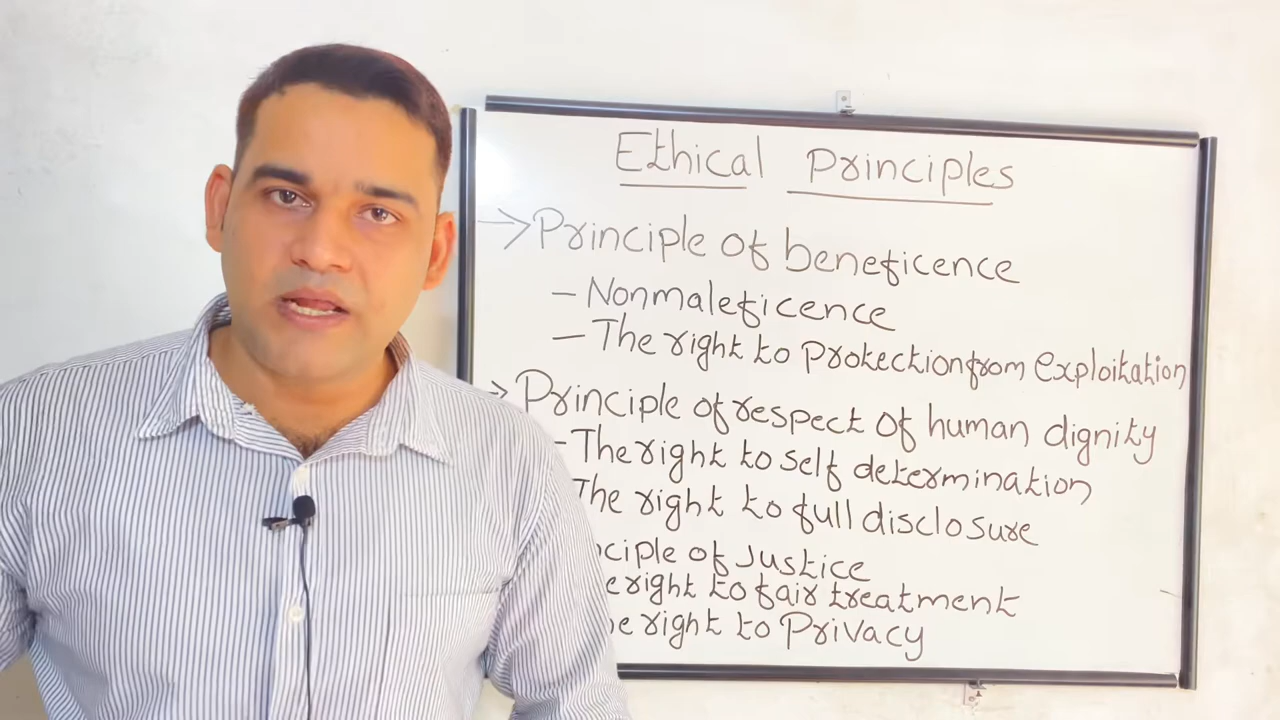 Ethical Principles
→ Principle of beneficence
- Nonmaleficence
- The right to Protection from exploitation
→ Principle of respect of human dignity
- The right to self determination
The right to full disclosure
of Justice
right to fair treatment
right to Privacy